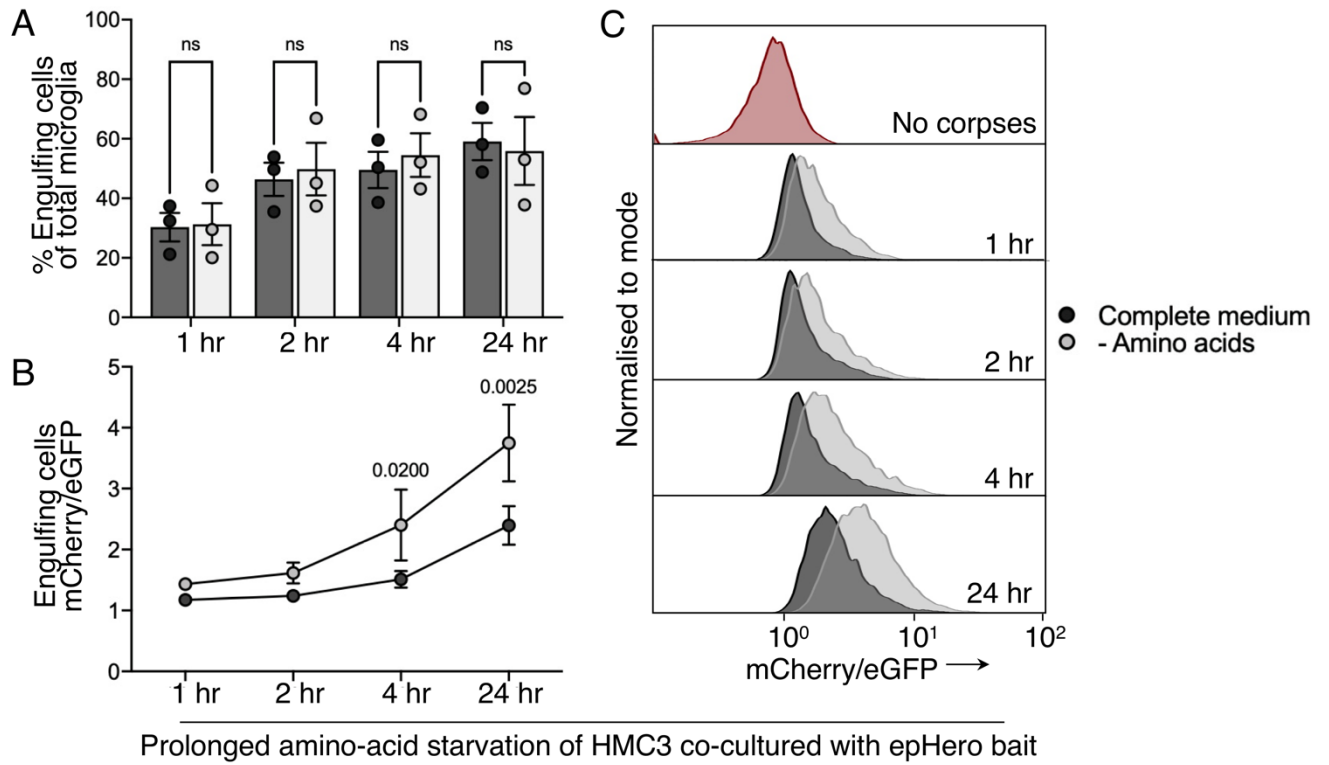 A
% Engulfing cells
of total microglia
100
80
60
40
20
0
ns
ns
ns
ns
1 hr
2 hr
4 hr
24 hr
B
Engulfing cells
mCherry/eGFP
5
4
3
2
1
0
0.0200
0.0025
1 hr
2 hr
4 hr
24 hr
Prolonged amino-acid starvation of HMC3 co-cultured with epHero bait
C
Normalised to mode
No corpses
1 hr
2 hr
4 hr
24 hr
10⁰
10¹
10²
mCherry/eGFP →
Complete medium
- Amino acids